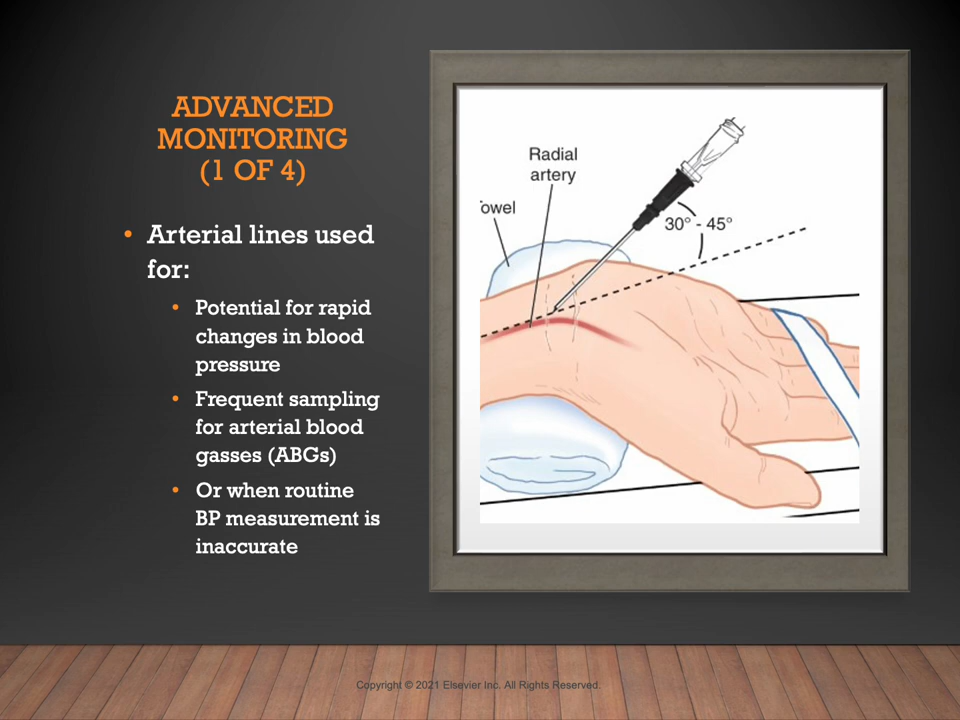 ADVANCED
MONITORING
(1 OF 4)
• Arterial lines used
for:
• Potential for rapid
changes in blood
pressure
• Frequent sampling
for arterial blood
gasses (ABGs)
• Or when routine
BP measurement is
inaccurate
Radial
artery
owel
30° - 45°
Copyright © 2021 Elsevier Inc. All Rights Reserved.